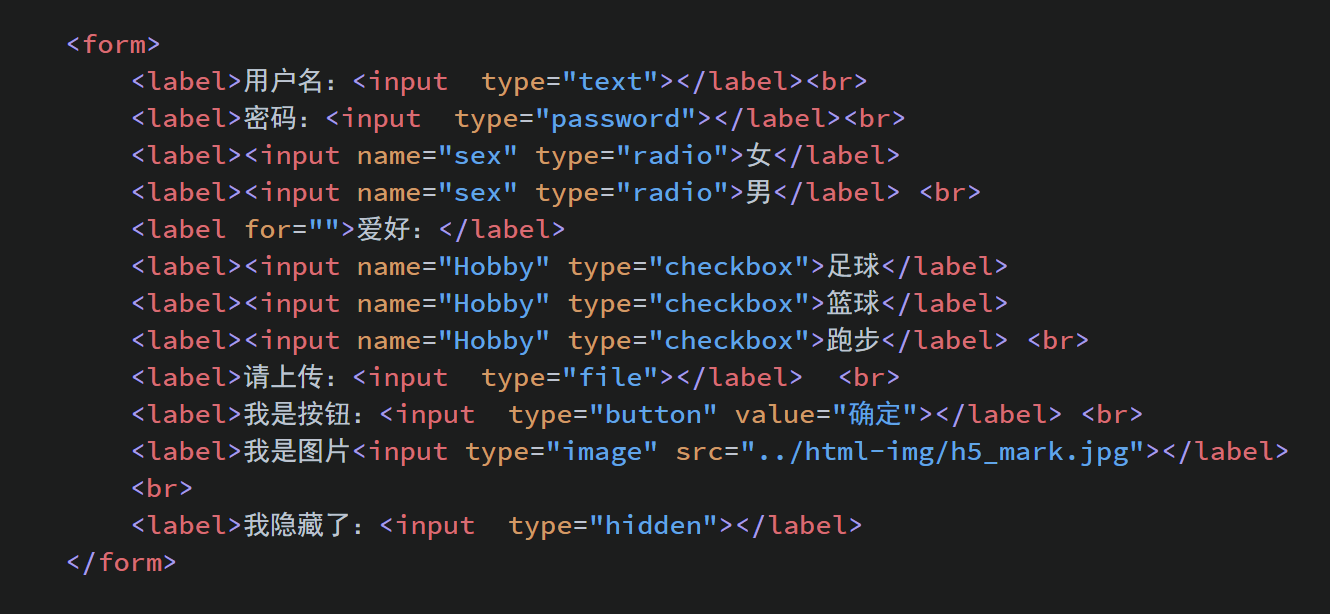 <form>
<label>用户名：<input  type="text"></label><br>
<label>密码：<input  type="password"></label><br>
<label><input name="sex" type="radio">女</label>
<label><input name="sex" type="radio">男</label> <br>
<label for="">爱好：</label>
<label><input name="Hobby" type="checkbox">足球</label>
<label><input name="Hobby" type="checkbox">篮球</label>
<label><input name="Hobby" type="checkbox">跑步</label> <br>
<label>请上传：<input  type="file"></label>  <br>
<label>我是按钮：<input  type="button" value="确定"></label> <br>
<label>我是图片<input type="image" src="../html-img/h5_mark.jpg"></label>
<br>
<label>我隐藏了：<input  type="hidden"></label>
</form>